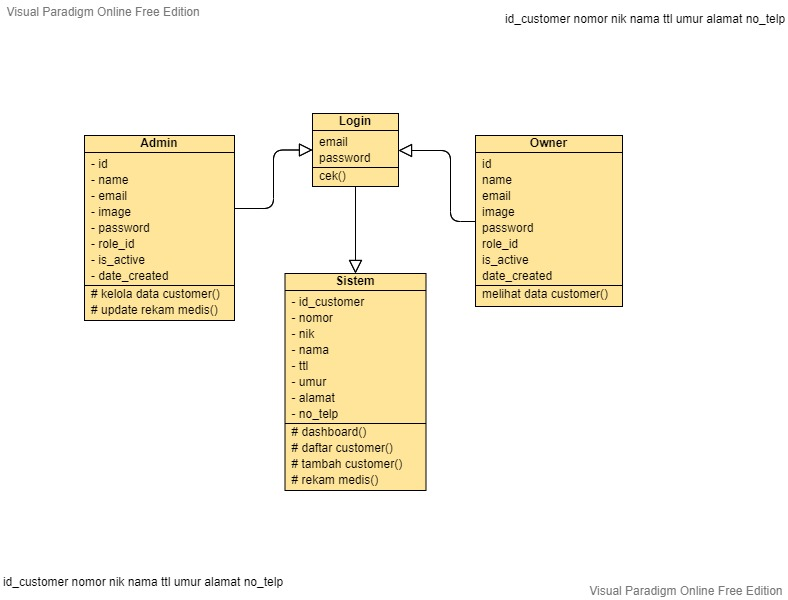 Visual Paradigm Online Free Edition
id_customer nomor nik nama ttl umur alamat no_telp
Login
email
password
cek()
Admin
- id
- name
- email
- image
- password
- role_id
- is_active
- date_created
# kelola data customer()
# update rekam medis()
Owner
id
name
email
image
password
role_id
is_active
date_created
melihat data customer()
Sistem
- id_customer
- nomor
- nik
- nama
- ttl
- umur
- alamat
- no_telp
# dashboard()
# daftar customer()
# tambah customer()
# rekam medis()
id_customer nomor nik nama ttl umur alamat no_telp
Visual Paradigm Online Free Edition